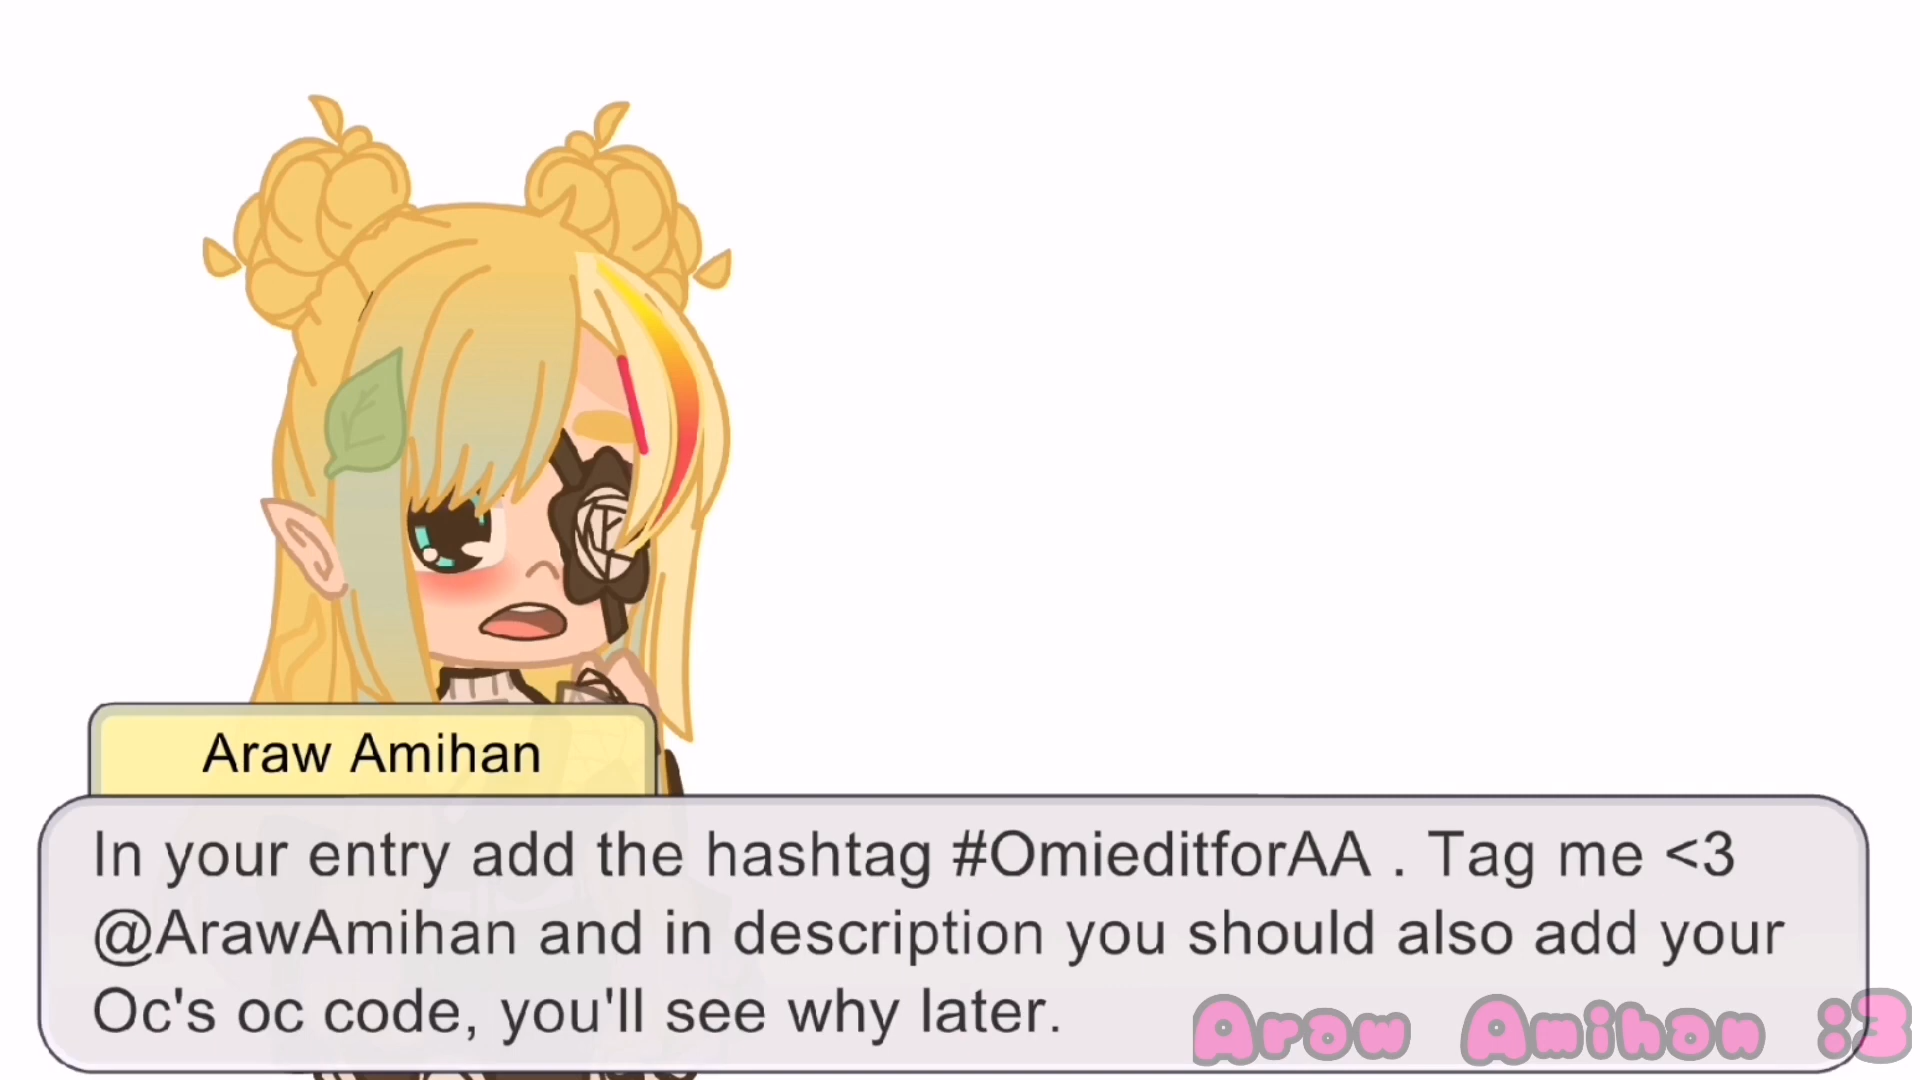 Araw Amihan
In your entry add the hashtag #OmieditforAA . Tag me <3
@ArawAmihan and in description you should also add your
Oc's oc code, you'll see why later.
Araw Amihan :3